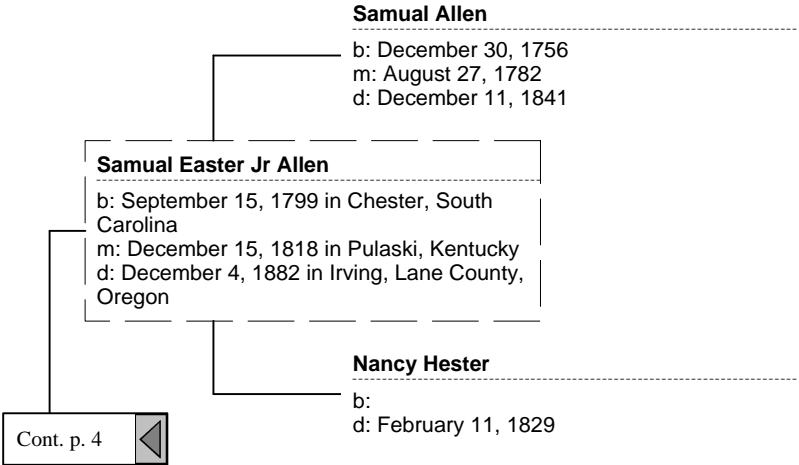 Samual Allen
b: December 30, 1756
m: August 27, 1782
d: December 11, 1841
Samual Easter Jr Allen
b: September 15, 1799 in Chester, South
Carolina
m: December 15, 1818 in Pulaski, Kentucky
d: December 4, 1882 in Irving, Lane County,
Oregon
Nancy Hester
b:
d: February 11, 1829
Cont. p. 4